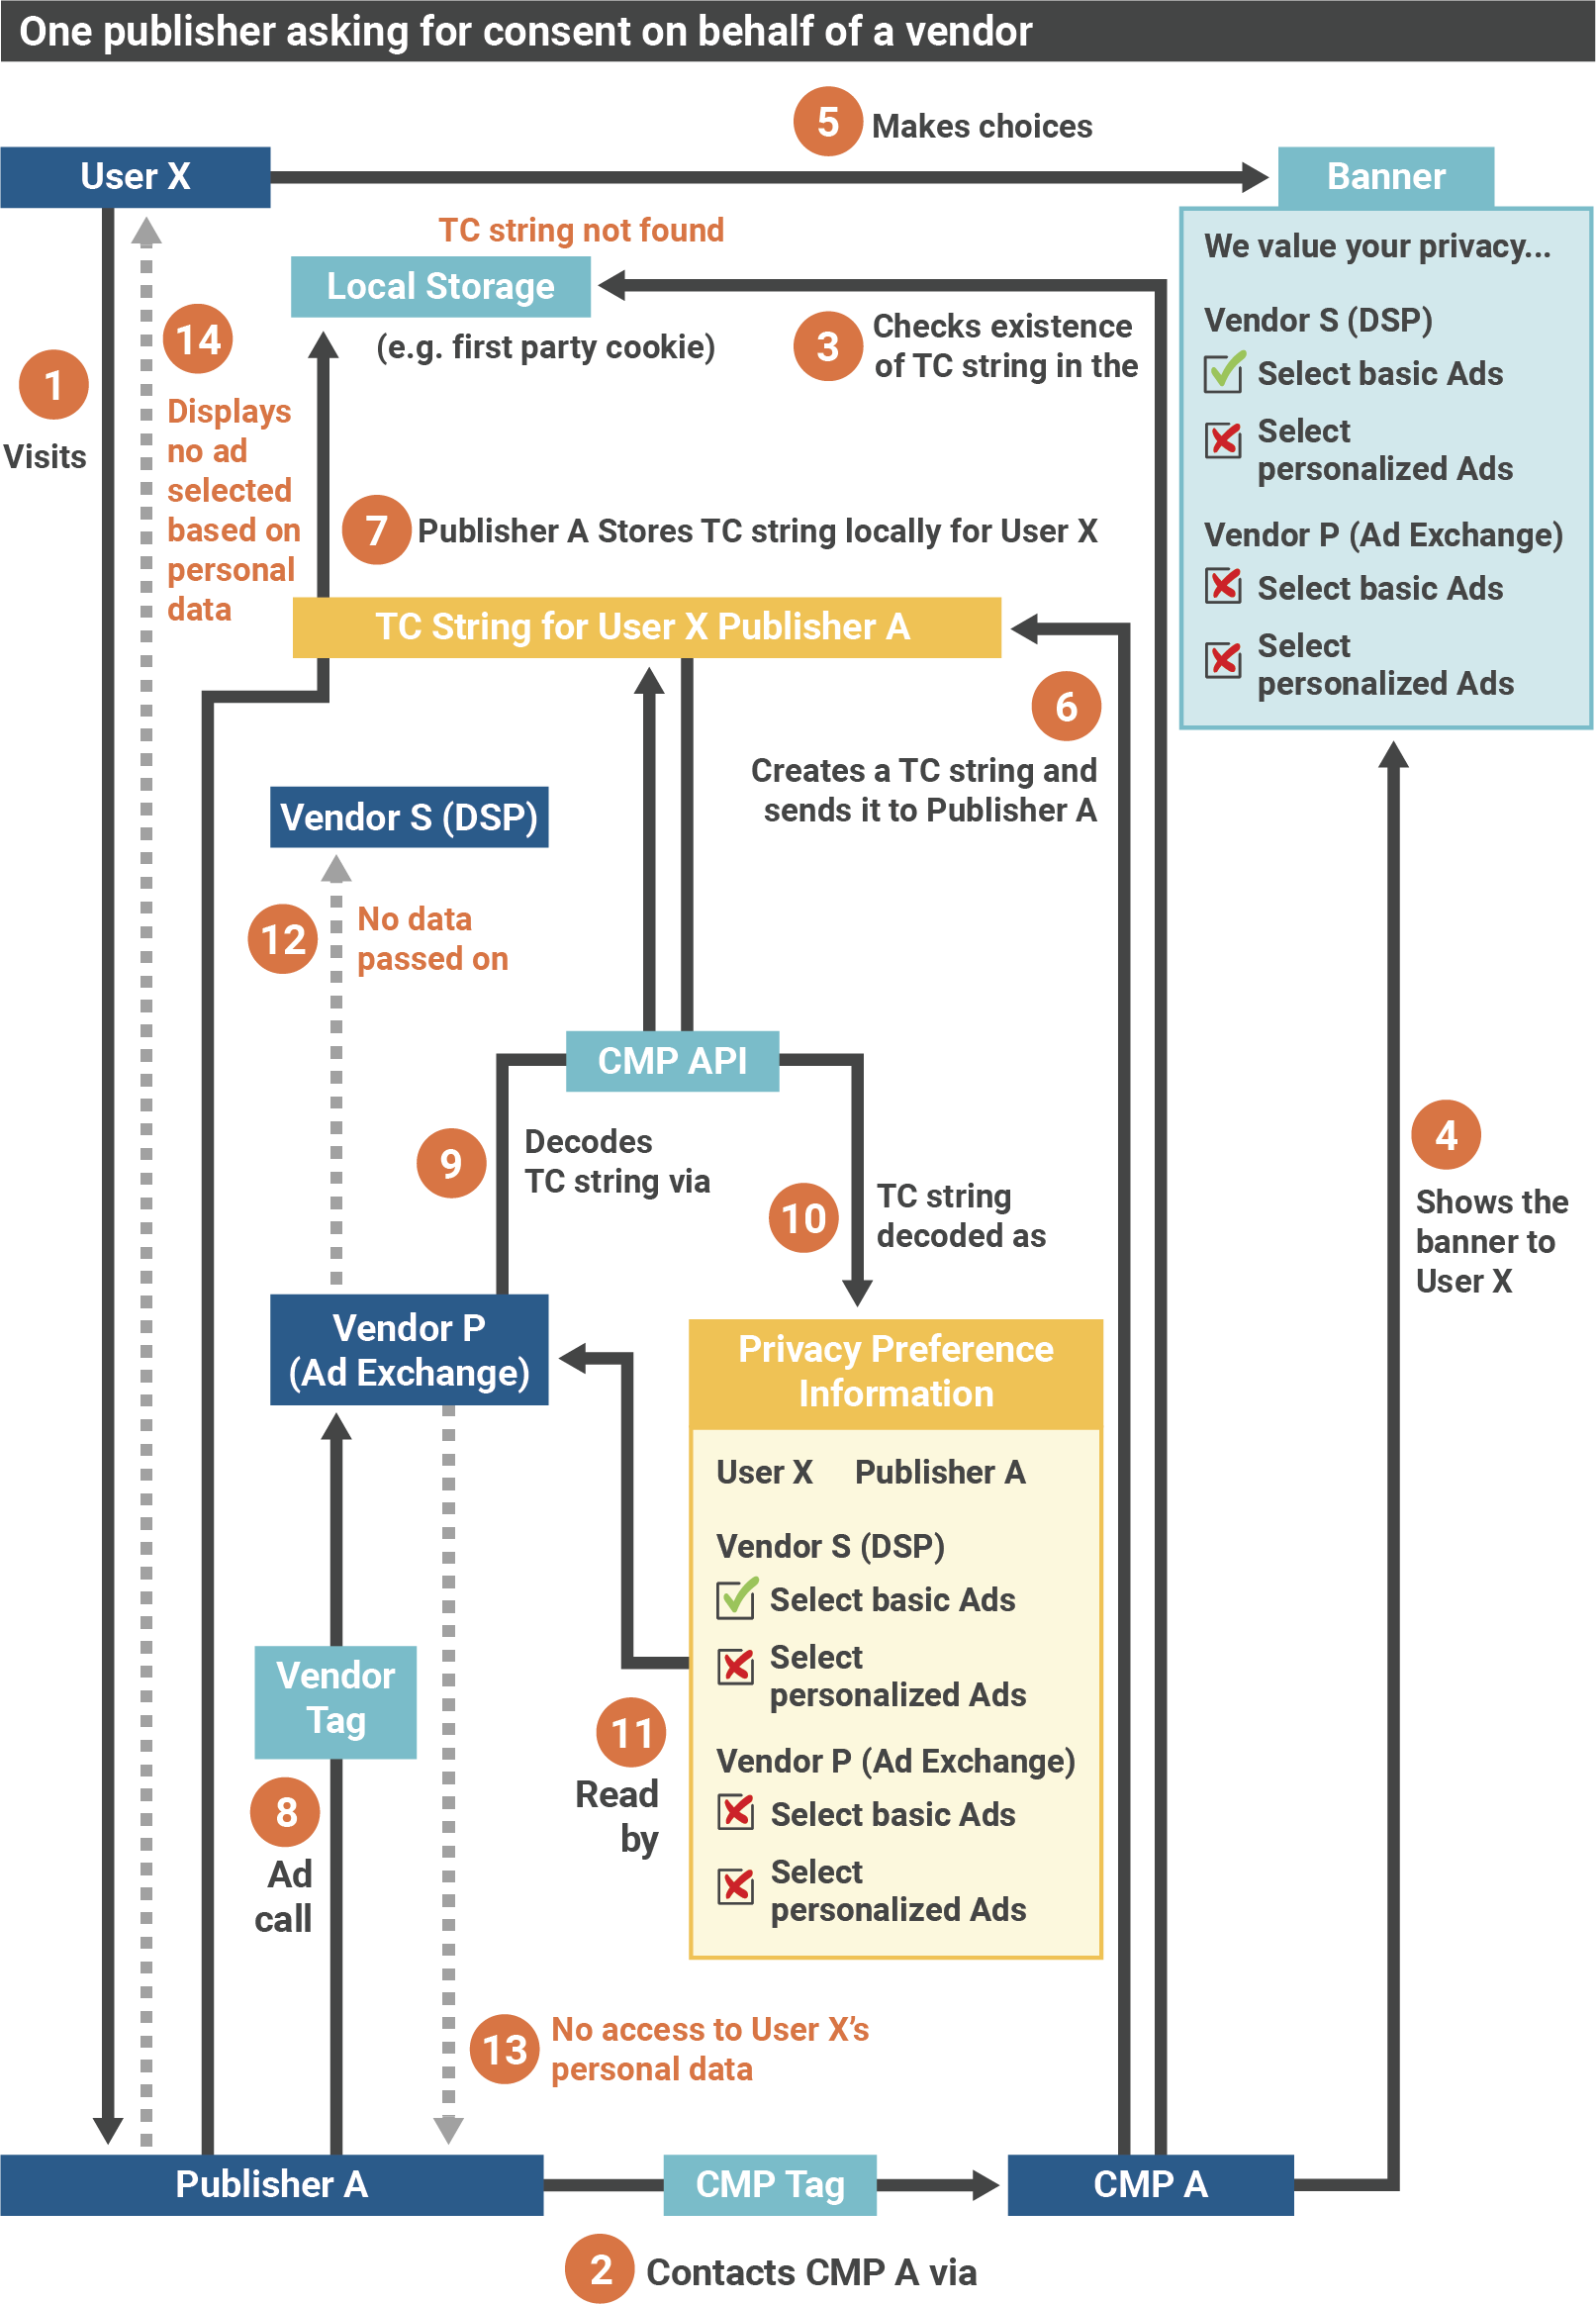 One publisher asking for consent on behalf of a vendor
5
Makes choices
User X
Banner
TC string not found
We value your privacy...
Local Storage
(e.g. first party cookie)
3
Checks existence
of TC string in the
Vendor S (DSP)
Select basic Ads
Select
personalized Ads
Vendor P (Ad Exchange)
Select basic Ads
Select
personalized Ads
1
Visits
14
Displays
no ad
selected
based on
personal
data
7
Publisher A Stores TC string locally for User X
TC String for User X Publisher A
6
Creates a TC string and
sends it to Publisher A
Vendor S (DSP)
12
No data
passed on
CMP API
9
Decodes
TC string via
10
TC string
decoded as
4
Shows the
banner to
User X
Vendor P
(Ad Exchange)
Privacy Preference
Information
User X Publisher A
Vendor S (DSP)
Select basic Ads
Select
personalized Ads
Vendor P (Ad Exchange)
Select basic Ads
Select
personalized Ads
Vendor
Tag
11
Read
by
8
Ad
call
13
No access to User X’s
personal data
Publisher A
CMP Tag
CMP A
2
Contacts CMP A via